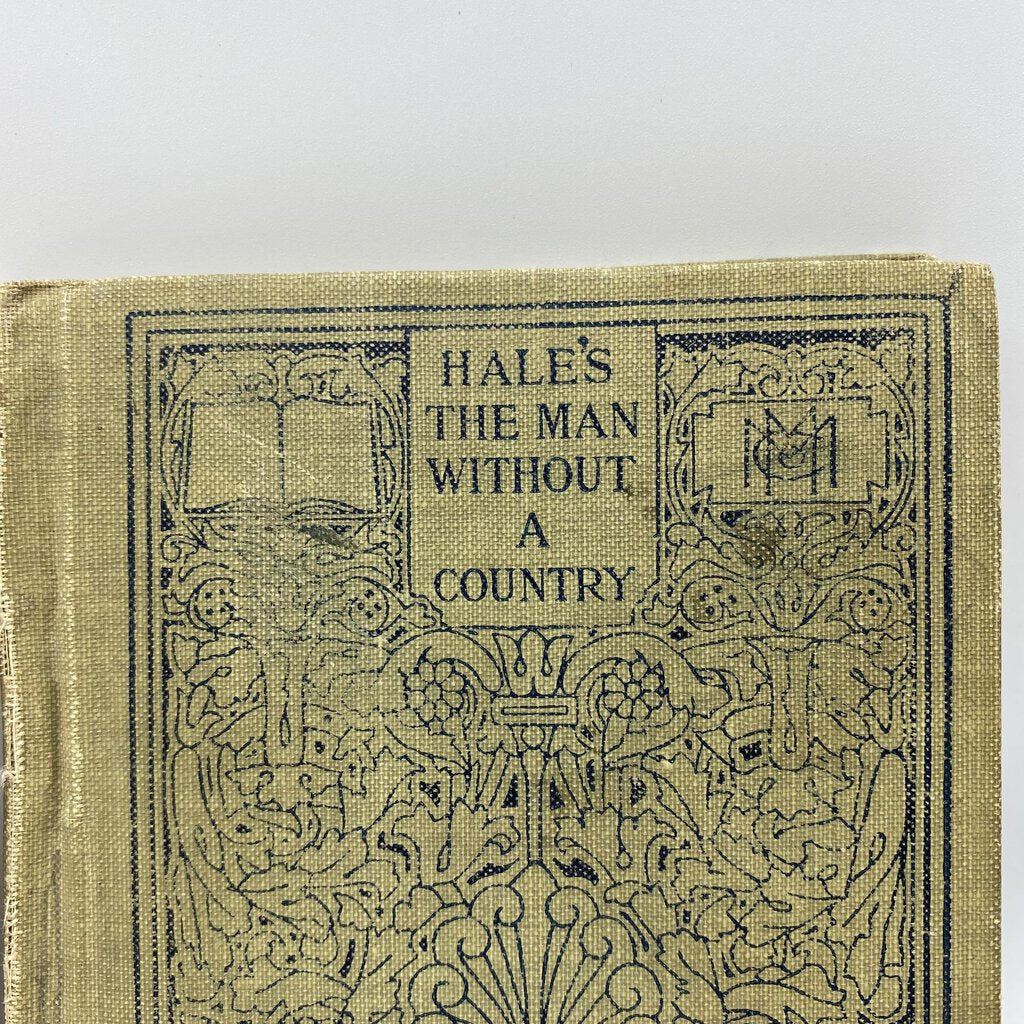 HALE'S
THE MAN
WITHOUT
A
COUNTRY